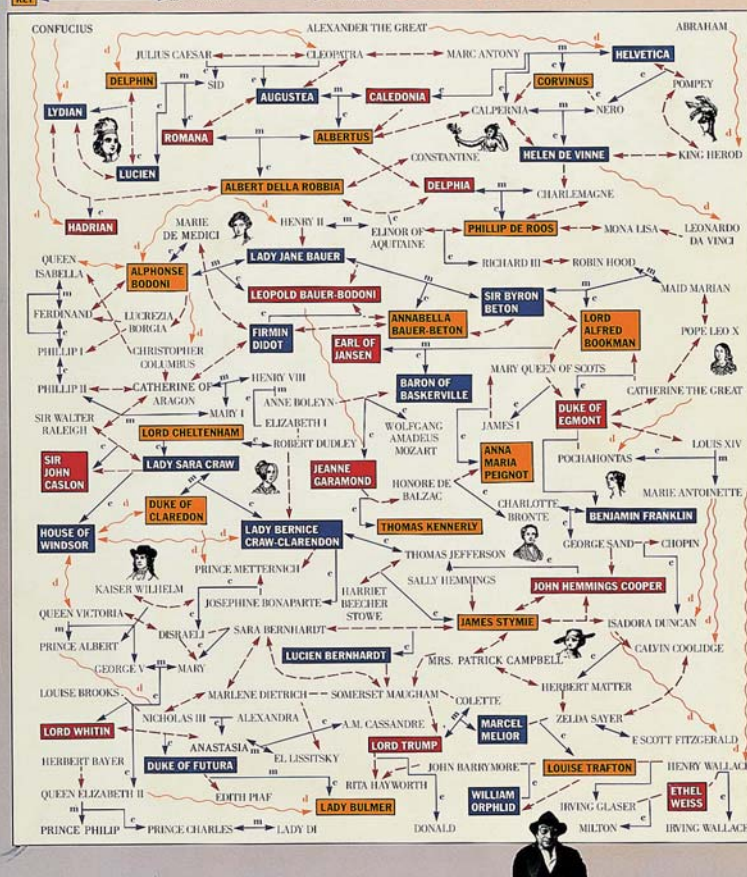 KEY
CONFUCIUS
ALEXANDER THE GREAT
ABRAHAM
JULIUS CAESAR
CLEOPATRA
MARC ANTONY
HELVETICA
DELPHIN
SID
CORVINUS
POMPEY
LYDIAN
AUGUSTEA
CALEDONIA
CALPERNIA
NERO
ROMANA
ALBERTUS
LUCIEN
CONSTANTINE
HELEN DE VINNE
KING HEROD
ALBERT DELLA ROBBIA
DELPHIA
CHARLEMAGNE
HADRIAN
MARIE
DE MEDICI
HENRY II
ELINOR OF
AQUITAINE
PHILLIP DE ROOS
MONA LISA
LEONARDO
DA VINCI
QUEEN
ISABELLA
ALPHONSE
BODONI
LADY JANE BAUER
RICHARD III
ROBIN HOOD
LEOPOLD BAUER-BODONI
SIR BYRON
BETON
MAID MARIAN
FERDINAND
LUCREZIA
BORGIA
FIRMIN
DIDOT
ANNABELLA
BAUER-BETON
LORD
ALFRED
BOOKMAN
POPE LEO X
PHILLIP I
CHRISTOPHER
COLUMBUS
EARL OF
JANSEN
MARY QUEEN OF SCOTS
PHILLIP II
CATHERINE OF
ARAGON
HENRY VIII
BARON OF
BASKERVILLE
CATHERINE THE GREAT
ANNE BOLEYN
MARY I
SIR WALTER
RALEIGH
ELIZABETH I
WOLFGANG
AMADEUS
MOZART
JAMES I
DUKE OF
EGMONT
LORD CHELTENHAM
ROBERT DUDLEY
LOUIS XIV
SIR
JOHN
CASLON
LADY SARA CRAW
JEANNE
GARAMOND
ANNA
MARIA
PEIGNOT
POCHAHONTAS
HONORE DE
BALZAC
MARIE ANTOINETTE
DUKE OF
CLAREDON
CHARLOTTE
BRONTE
BENJAMIN FRANKLIN
HOUSE OF
WINDSOR
LADY BERNICE
CRAW-CLARENDON
THOMAS KENNERLY
GEORGE SAND
CHOPIN
THOMAS JEFFERSON
PRINCE METTERNICH
SALLY HEMMINGS
JOHN HEMMINGS COOPER
KAISER WILHELM
HARRIET
BEECHER
STOWE
JOSEPHINE BONAPARTE
QUEEN VICTORIA
JAMES STYMIE
ISADORA DUNCAN
DISRAELI
SARA BERNHARDT
PRINCE ALBERT
LUCIEN BERNHARDT
CALVIN COOLIDGE
GEORGE V
MARY
MRS. PATRICK CAMPBELL
HERBERT MATTER
LOUISE BROOKS
MARLENE DIETRICH
SOMERSET MAUGHAM
COLETTE
NICHOLAS III
ALEXANDRA
A.M. CASSANDRE
MARCEL
MELIOR
ZELDA SAYER
LORD WHITIN
ANASTASIA
LORD TRUMP
F SCOTT FITZGERALD
EL LISSITSKY
HERBERT BAYER
DUKE OF FUTURA
JOHN BARRYMORE
LOUISE TRAFTON
HENRY WALLACE
RITA HAYWORTH
QUEEN ELIZABETH II
EDITH PIAF
LADY BULMER
WILLIAM
ORPHLID
IRVING GLASER
ETHEL
WEISS
PRINCE PHILIP
PRINCE CHARLES
LADY DI
DONALD
MILTON
IRVING WALLACE